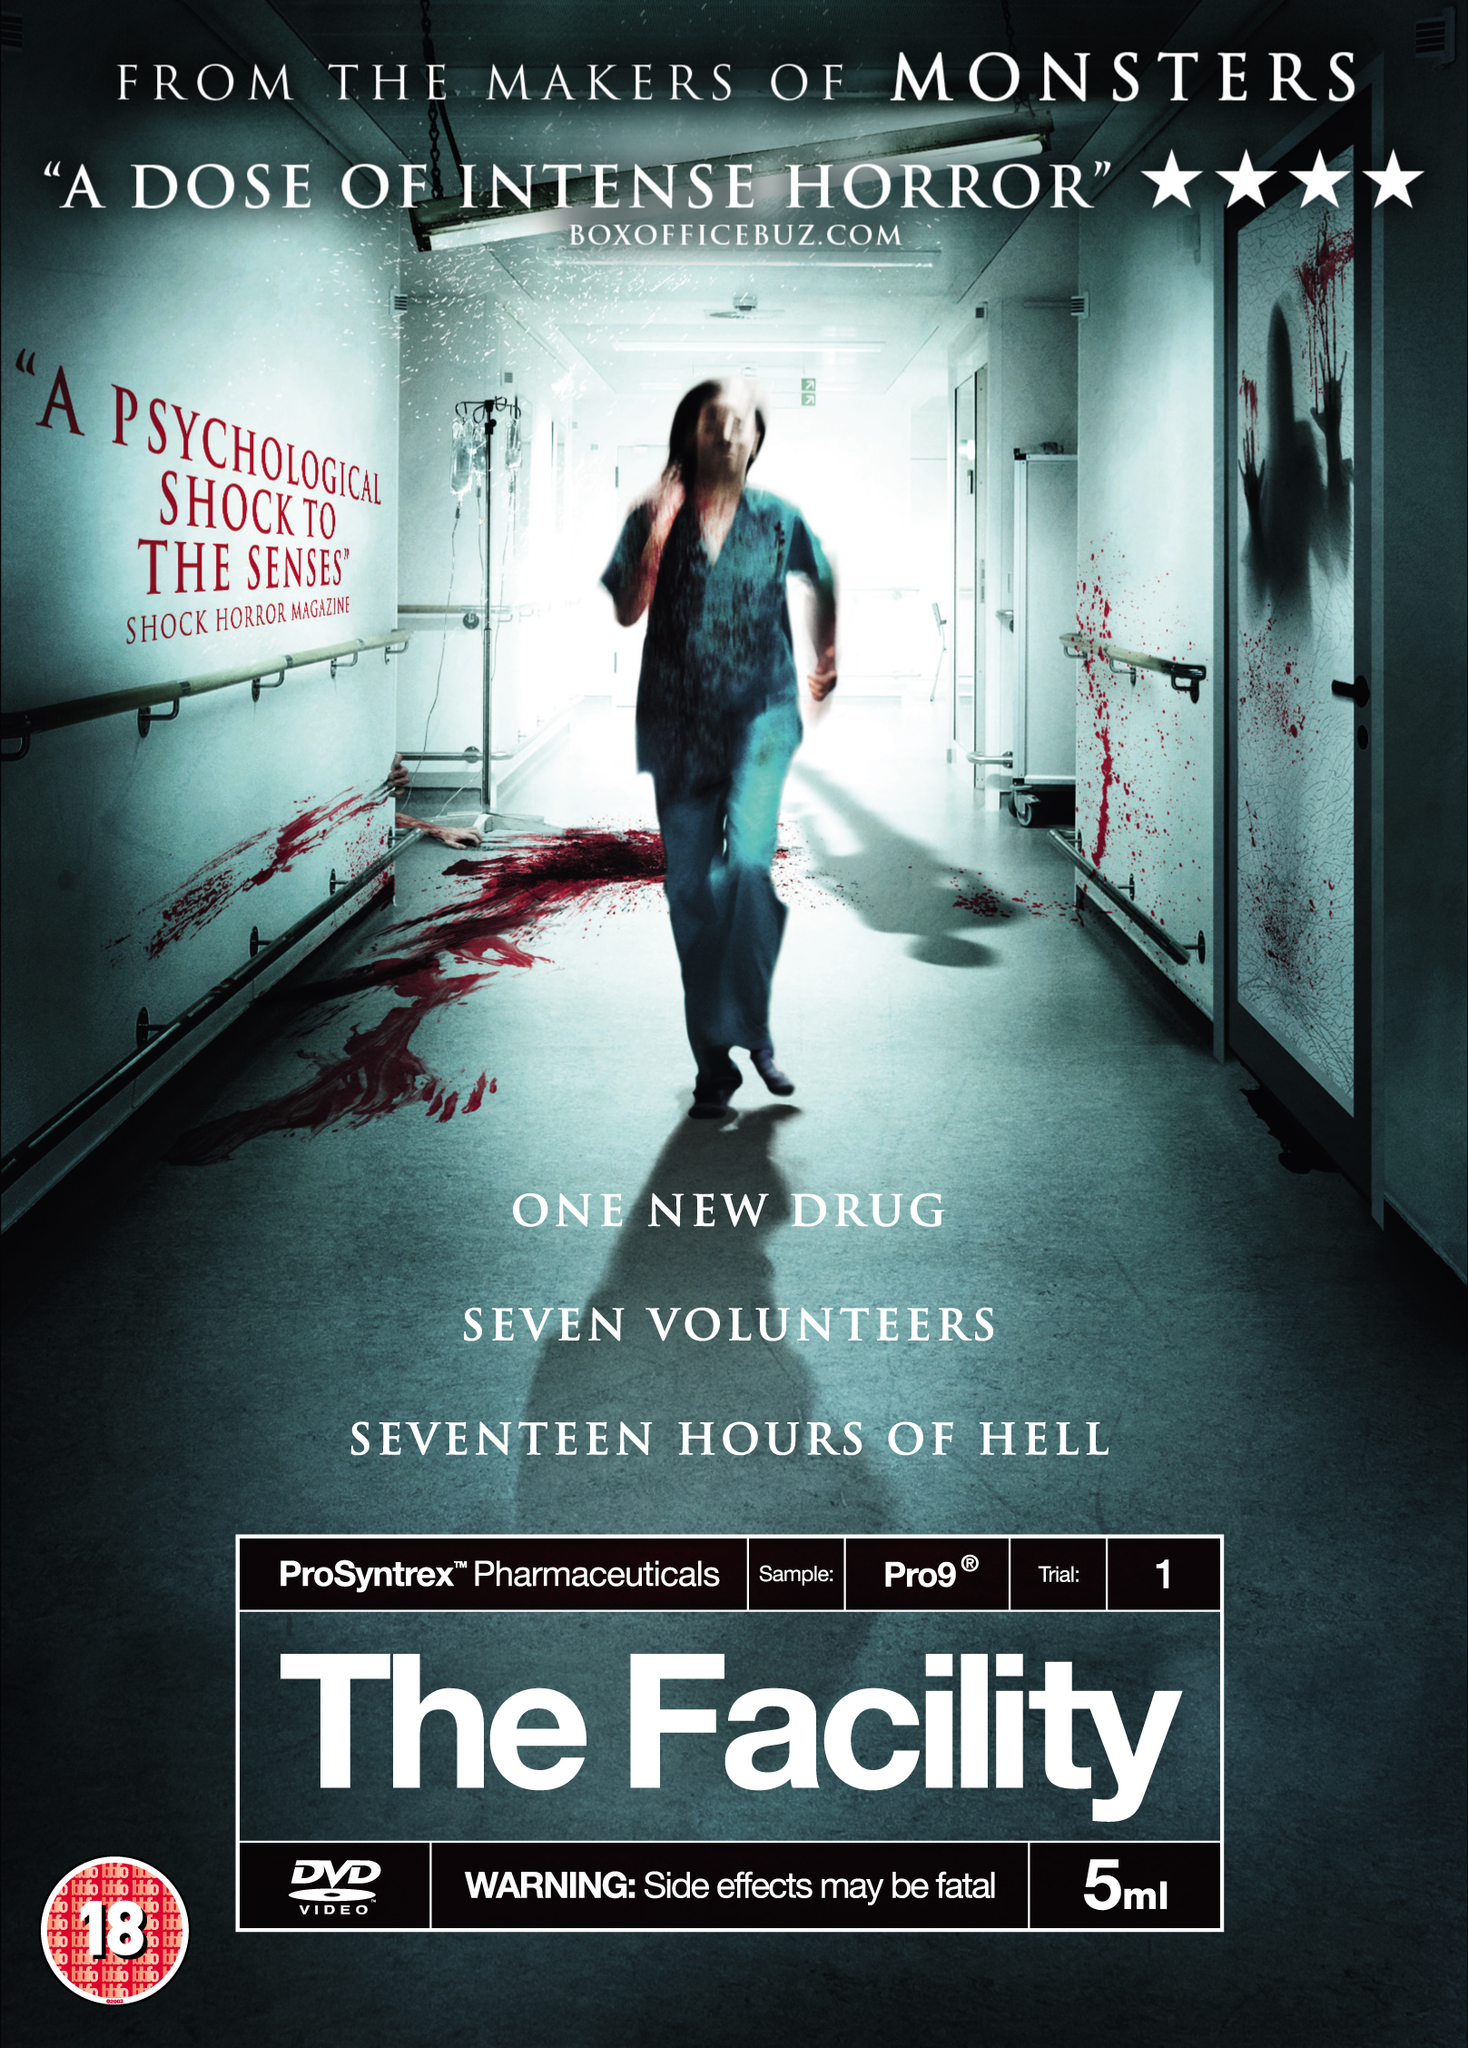 FROM THE MAKERS OF MONSTERS
"A DOSE OF INTENSE HORROR" ★★★★
BOXOFFICEBUZ.COM
"A PSYCHOLOGICAL
SHOCK TO
THE SENSES"
SHOCK HORROR MAGAZINE
ONE NEW DRUG
SEVEN VOLUNTEERS
SEVENTEEN HOURS OF HELL
ProSyntrex™ Pharmaceuticals Sample: Pro9® Trial: 1
The Facility
DVD VIDEO WARNING: Side effects may be fatal 5ml
18